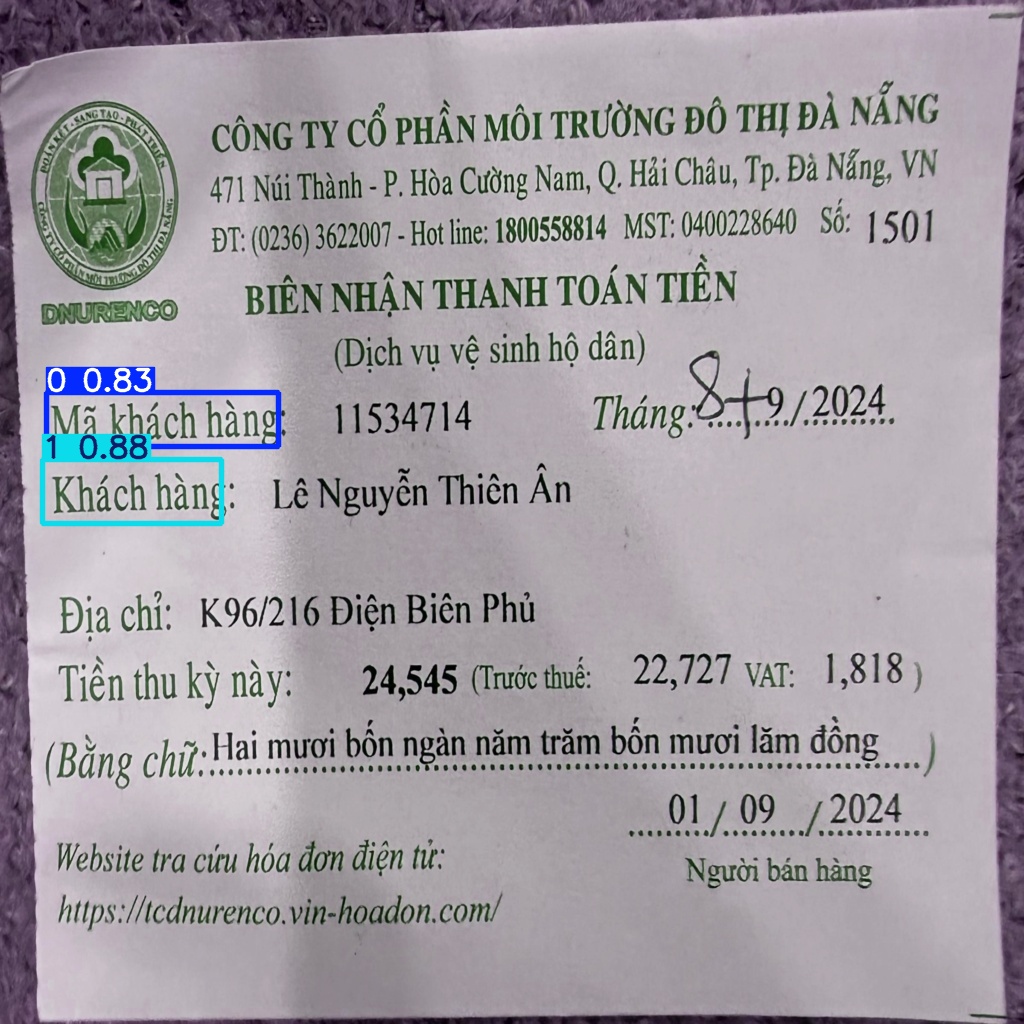 ĐOÀN KẾT - SÁNG TẠO - PHÁT TRIỂN
CÔNG TY CỔ PHẦN MÔI TRƯỜNG ĐÔ THỊ ĐÀ NẴNG
DNURENCO
CÔNG TY CỔ PHẦN MÔI TRƯỜNG ĐÔ THỊ ĐÀ NẴNG
471 Núi Thành - P. Hòa Cường Nam, Q. Hải Châu, Tp. Đà Nẵng, VN
ĐT: (0236) 3622007 - Hot line: 1800558814 MST: 0400228640 Số: 1501
BIÊN NHẬN THANH TOÁN TIỀN
(Dịch vụ vệ sinh hộ dân)
0 0.83
Mã khách hàng: 11534714 Tháng: 8+9/2024
1 0.88
Khách hàng: Lê Nguyễn Thiên Ân
Địa chỉ: K96/216 Điện Biên Phủ
Tiền thu kỳ này: 24,545 (Trước thuế: 22,727 VAT: 1,818 )
(Bằng chữ: Hai mươi bốn ngàn năm trăm bốn mươi lăm đồng )
01 / 09 / 2024
Người bán hàng
Website tra cứu hóa đơn điện tử:
https://tcdnurenco.vin-hoadon.com/